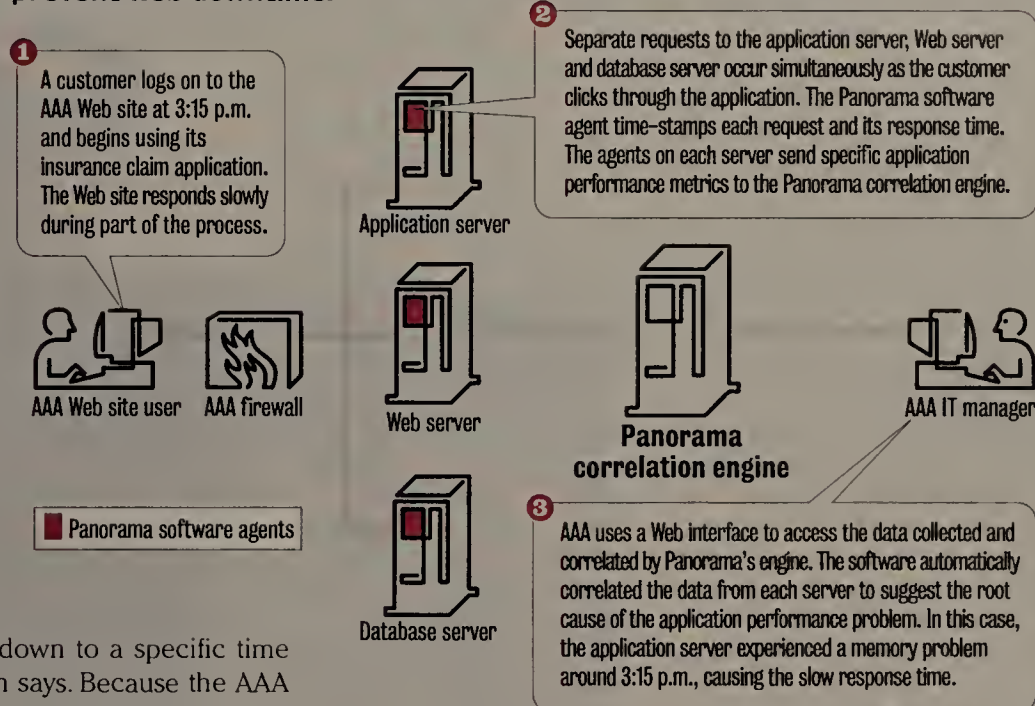 1
A customer logs on to the
AAA Web site at 3:15 p.m.
and begins using its
insurance claim application.
The Web site responds slowly
during part of the process.
2
Separate requests to the application server, Web server
and database server occur simultaneously as the customer
clicks through the application. The Panorama software
agent time-stamps each request and its response time.
The agents on each server send specific application
performance metrics to the Panorama correlation engine.
Application server
AAA Web site user
AAA firewall
Web server
Panorama
correlation engine
AAA IT manager
Panorama software agents
Database server
3
AAA uses a Web interface to access the data collected and
correlated by Panorama's engine. The software automatically
correlated the data from each server to suggest the root
cause of the application performance problem. In this case,
the application server experienced a memory problem
around 3:15 p.m., causing the slow response time.
down to a specific time
says. Because the AAA